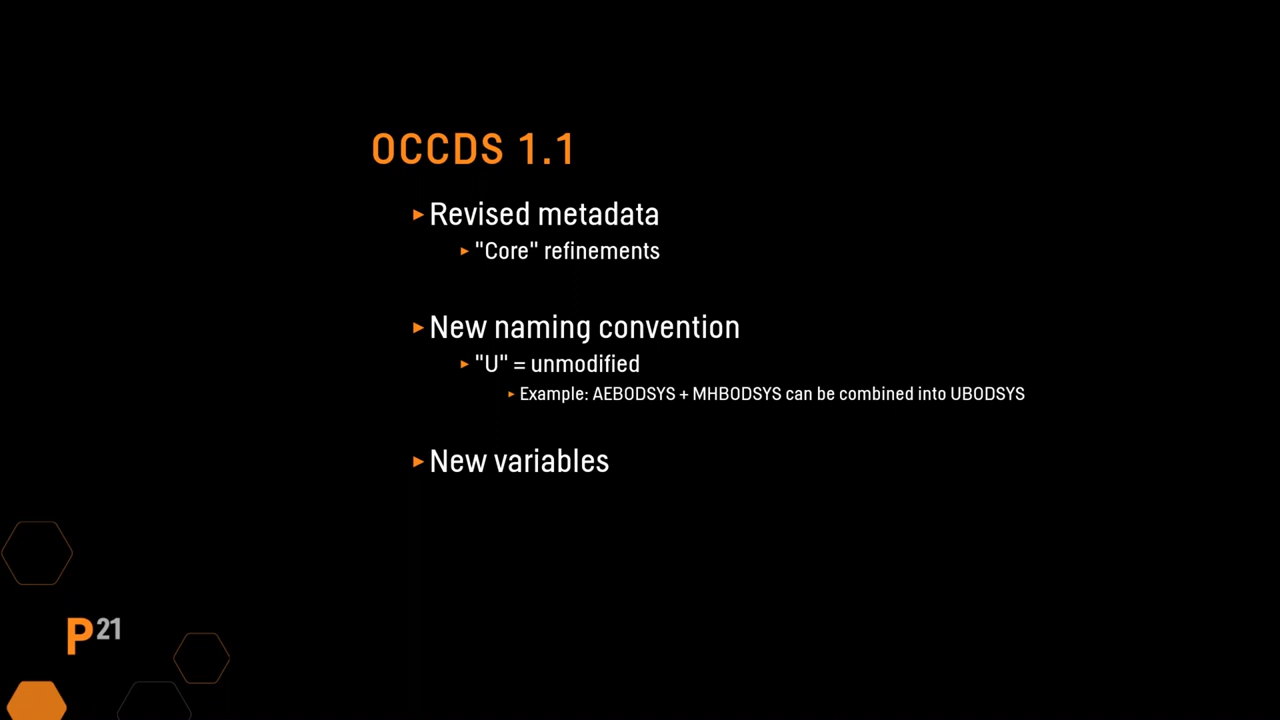 OCCDS 1.1
Revised metadata
"Core" refinements
New naming convention
"U" = unmodified
Example: AEBODSYS + MHBODSYS can be combined into UBODSYS
New variables
P21